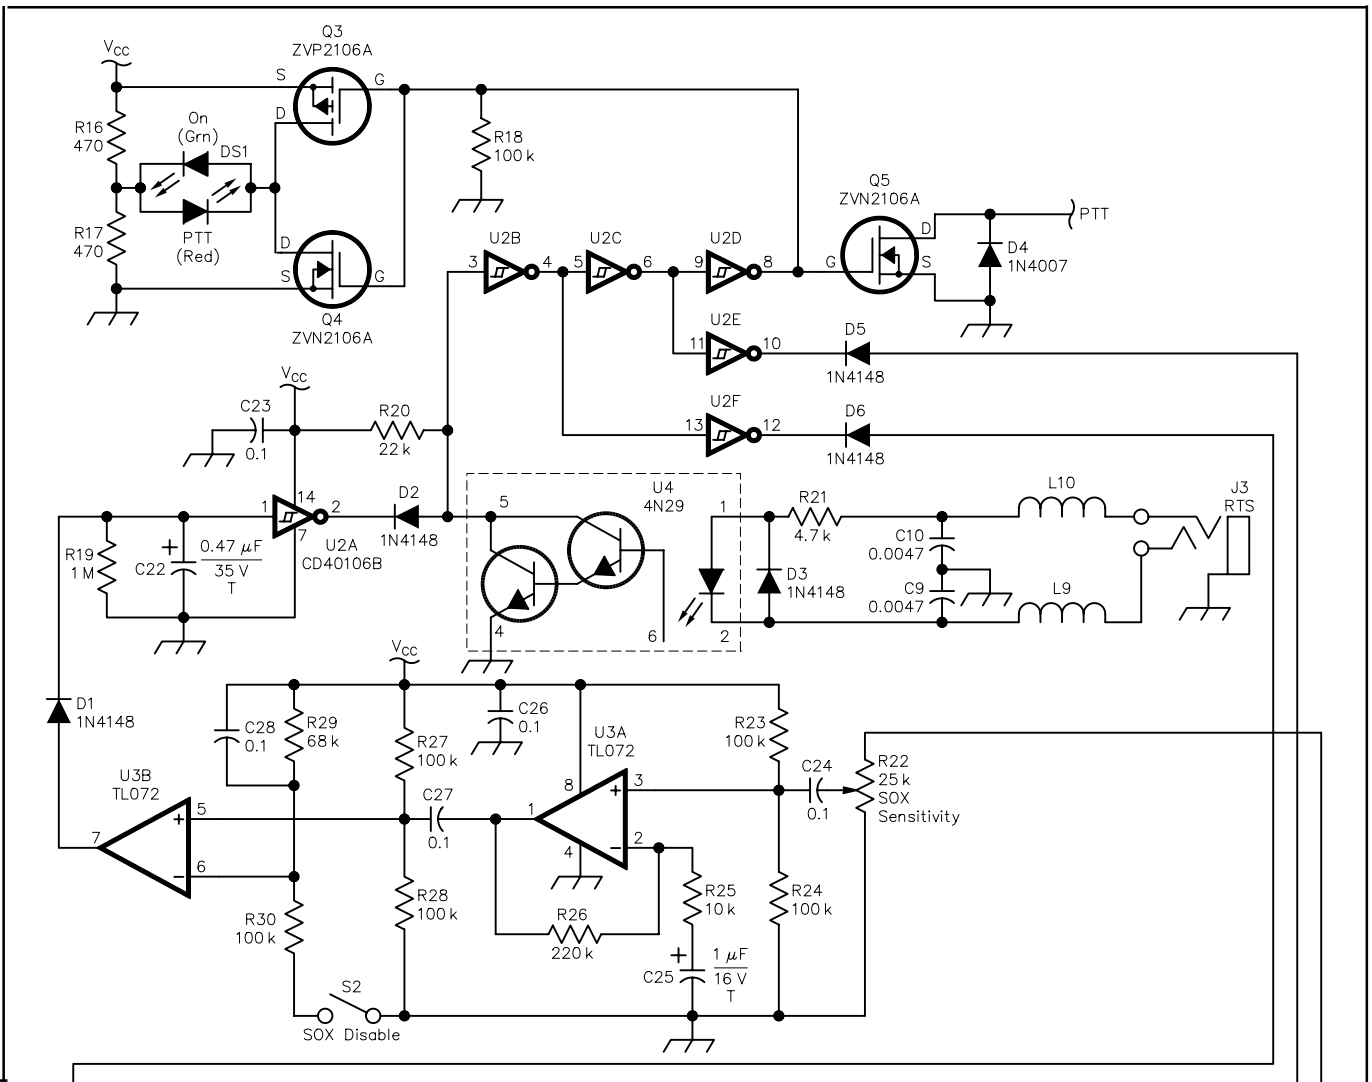 Q3
ZVP2106A
VCC
S
G
D
R16
470
On
(Grn)
DS1
R18
100 k
R17
470
PTT
(Red)
D
S
G
Q4
ZVN2106A
U2B
3
4
U2C
5
6
U2D
9
8
Q5
ZVN2106A
G
D
S
PTT
D4
1N4007
U2E
11
10
D5
1N4148
U2F
13
12
D6
1N4148
VCC
C23
0.1
R20
22 k
1
14
2
7
U2A
CD40106B
D2
1N4148
R19
1 M
C22
+
0.47 µF
35 V
T
U4
4N29
5
4
6
1
2
R21
4.7 k
D3
1N4148
C10
0.0047
C9
0.0047
L10
L9
J3
RTS
D1
1N4148
VCC
C28
0.1
R29
68 k
R27
100 k
C26
0.1
U3A
TL072
8
+
3
1
2
−
4
R23
100 k
C24
0.1
R22
25 k
SOX
Sensitivity
U3B
TL072
5
+
7
6
−
C27
0.1
R30
100 k
R28
100 k
R26
220 k
R25
10 k
R24
100 k
+
C25
1 µF
16 V
T
S2
SOX Disable